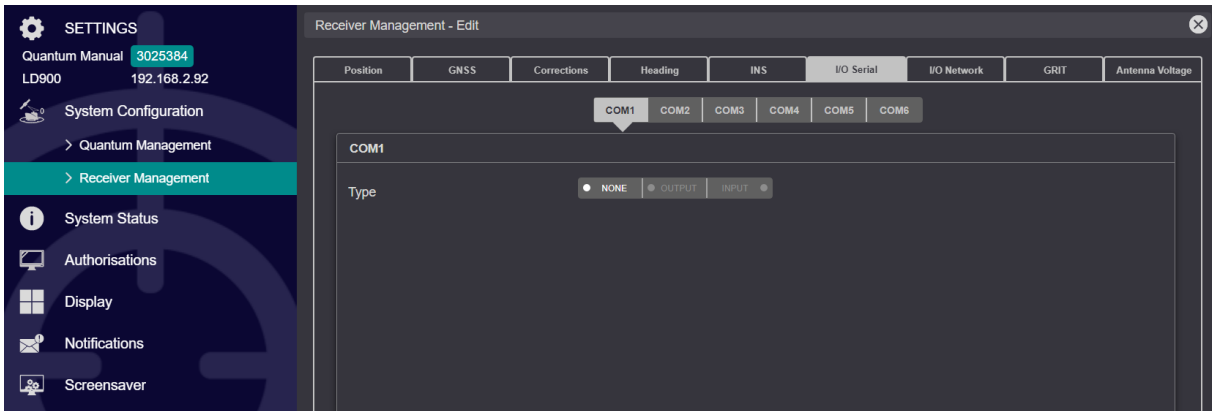 SETTINGS
Quantum Manual 3025384
LD900 192.168.2.92
System Configuration
> Quantum Management
> Receiver Management
System Status
Authorisations
Display
Notifications
Screensaver
Receiver Management - Edit
Position GNSS Corrections Heading INS I/O Serial I/O Network GRIT Antenna Voltage
COM1 COM2 COM3 COM4 COM5 COM6
COM1
Type NONE OUTPUT INPUT